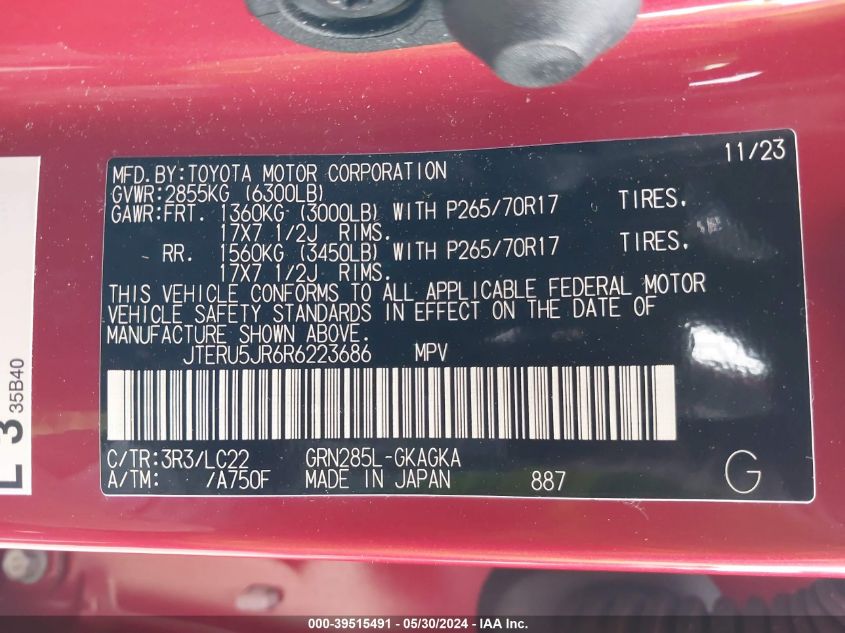 11/23
MFD.BY:TOYOTA MOTOR CORPORATION
GVWR:2855KG (6300LB)
GAWR:FRT. 1360KG (3000LB) WITH P265/70R17 TIRES.
17X7 1/2J RIMS.
RR. 1560KG (3450LB) WITH P265/70R17 TIRES.
17X7 1/2J RIMS.
THIS VEHICLE CONFORMS TO ALL APPLICABLE FEDERAL MOTOR
VEHICLE SAFETY STANDARDS IN EFFECT ON THE DATE OF
MANUFACTURE SHOWN ABOVE.
JTERU5JR6R6223686 MPV
C/TR:3R3/LC22 GRN285L-GKAGKA
A/TM: /A750F MADE IN JAPAN 887
G
L 3
35B40
000-39515491 - 05/30/2024 - IAA Inc.